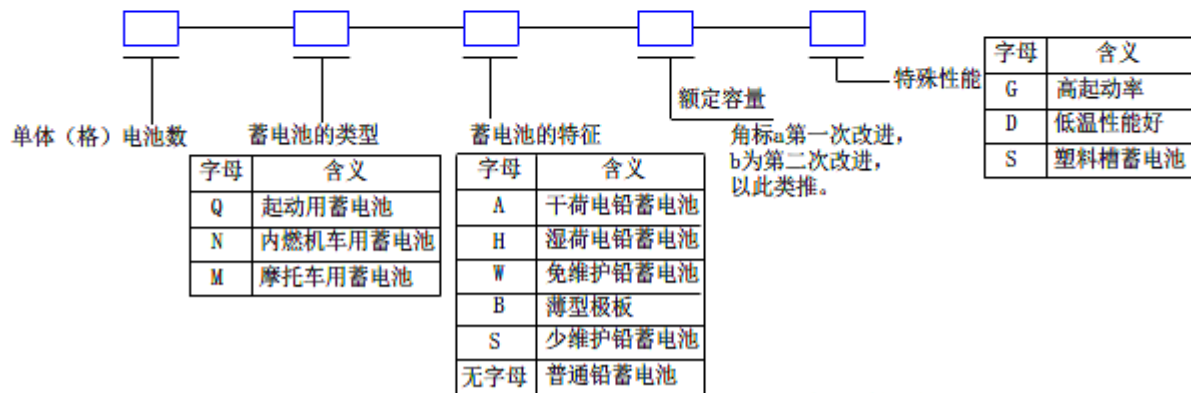 单体（格）电池数
蓄电池的类型
字母 含义
Q 起动用蓄电池
N 内燃机车用蓄电池
M 摩托车用蓄电池
蓄电池的特征
字母 含义
A 干荷电铅蓄电池
H 湿荷电铅蓄电池
W 免维护铅蓄电池
B 薄型极板
S 少维护铅蓄电池
无字母 普通铅蓄电池
额定容量
角标a第一次改进，
b为第二次改进，
以此类推。
特殊性能
字母 含义
G 高起动率
D 低温性能好
S 塑料槽蓄电池